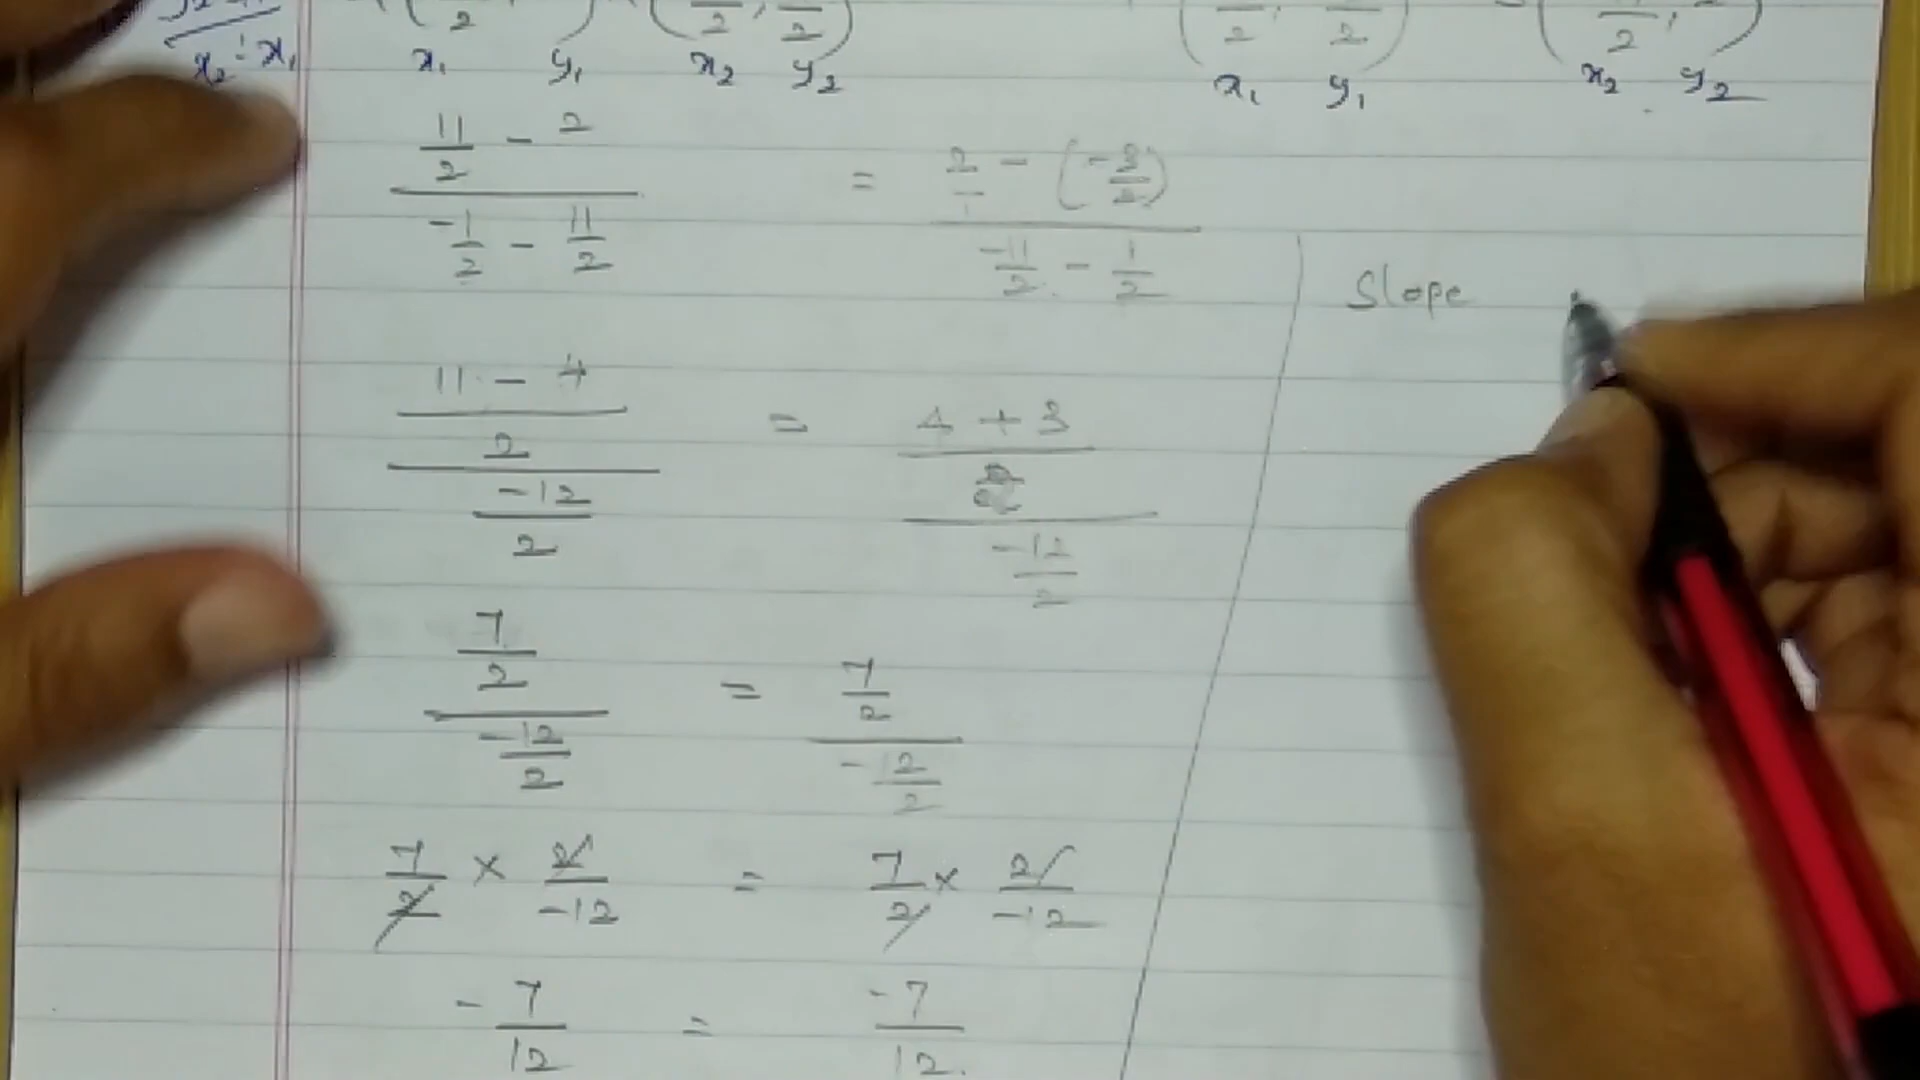 x₂ - x₁
x₁ y₁ x₂ y₂ x₁ y₁ x₂ y₂
11/2 - 2 = 2/1 - (-3/2)
-1/2 - 11/2 -11/2 - 1/2
Slope
11 - 4 = 4 + 3
2 2
-12/2 -12/2
7/2 = 7/2
-12/2 -12/2
7/2 × 2/-12 = 7/2 × 2/-12
-7/12 = -7/12.